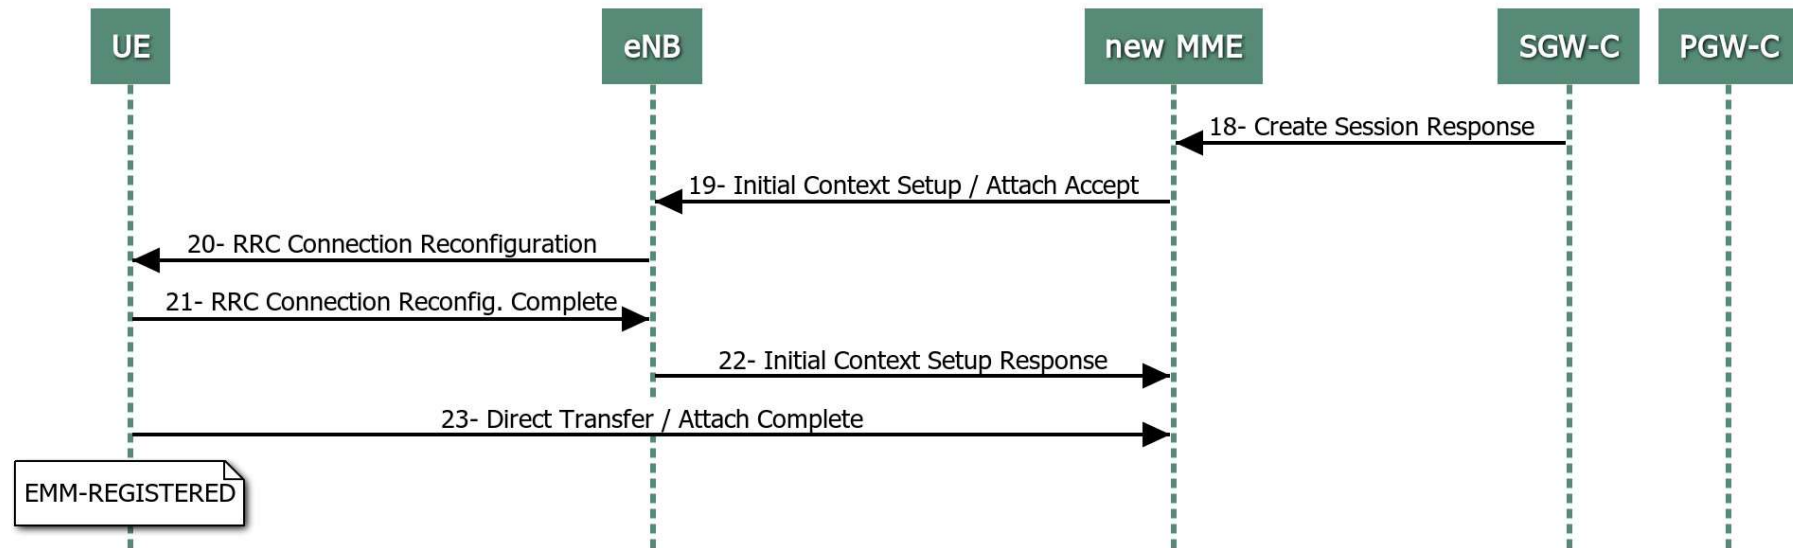 UE
eNB
new MME
SGW-C
PGW-C
18- Create Session Response
19- Initial Context Setup / Attach Accept
20- RRC Connection Reconfiguration
21- RRC Connection Reconfig. Complete
22- Initial Context Setup Response
23- Direct Transfer / Attach Complete
EMM-REGISTERED